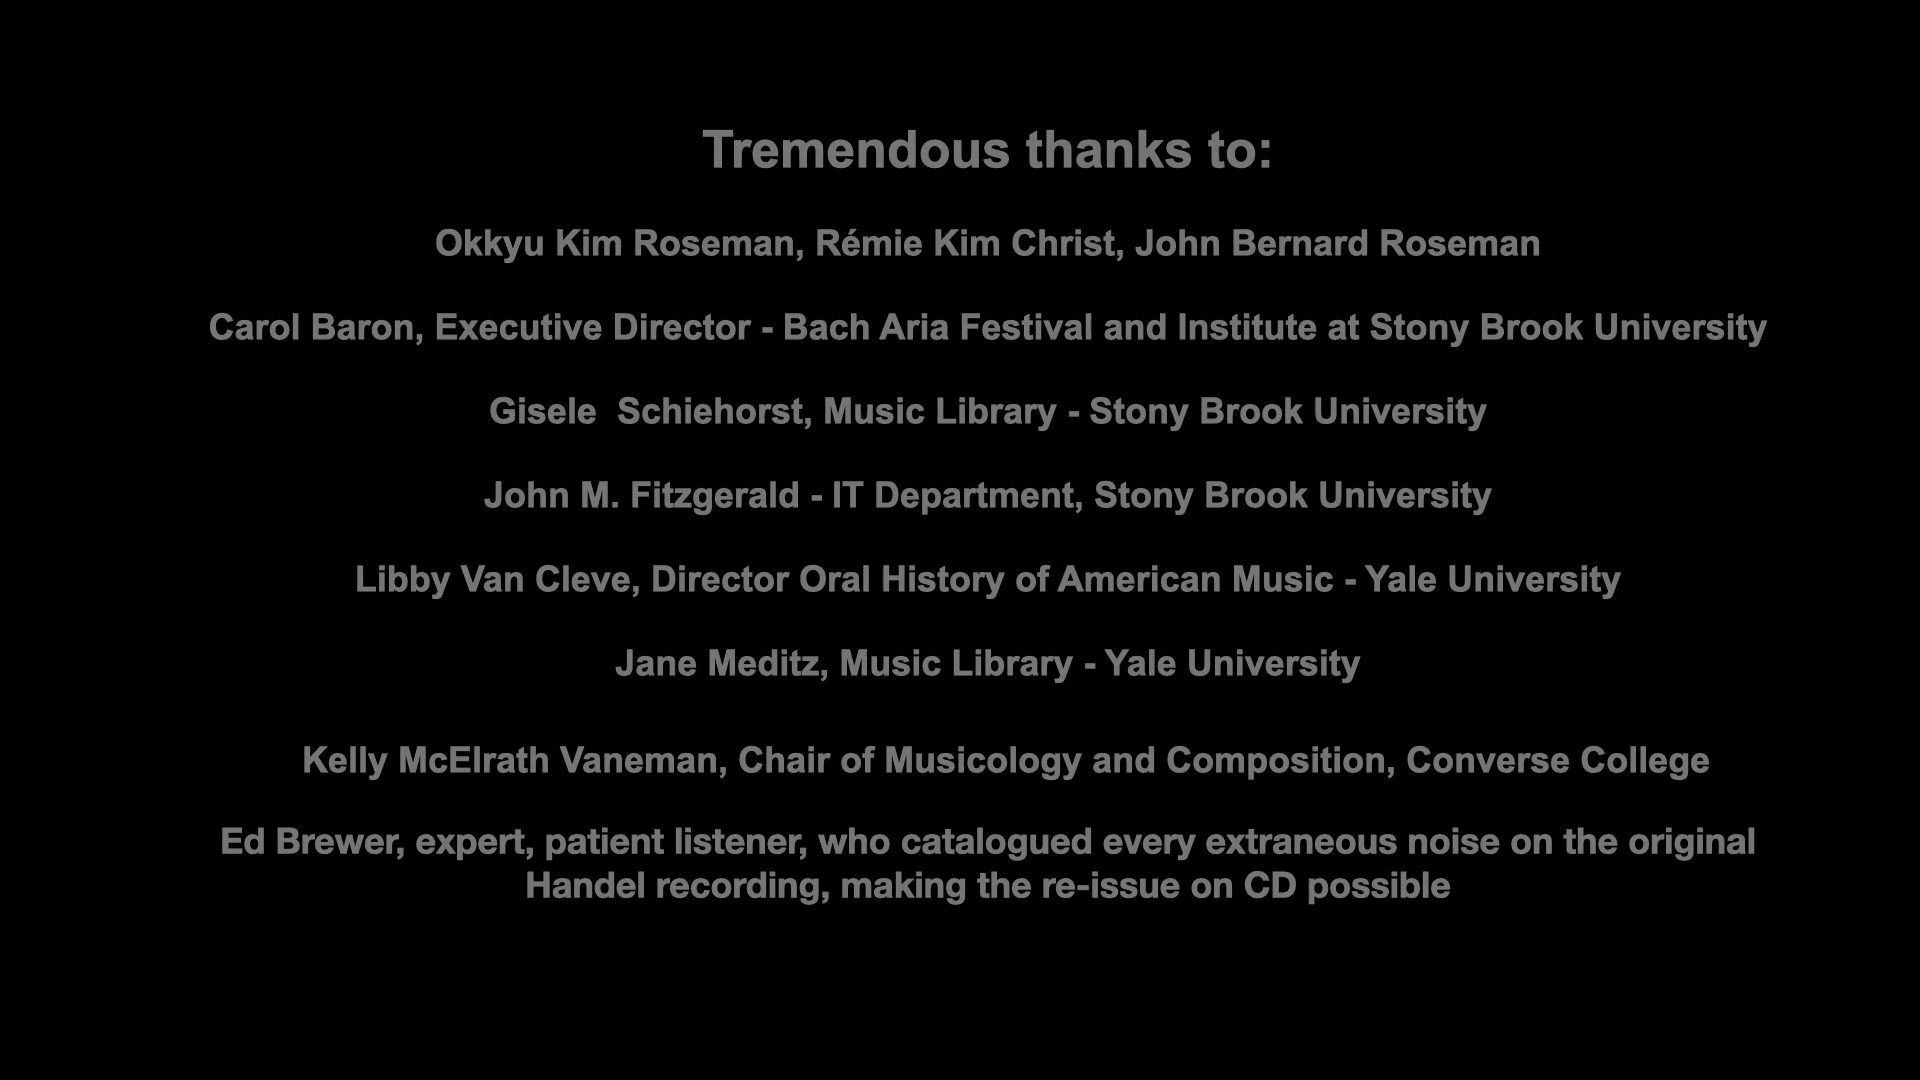 Tremendous thanks to:
Okkyu Kim Roseman, Rémie Kim Christ, John Bernard Roseman
Carol Baron, Executive Director - Bach Aria Festival and Institute at Stony Brook University
Gisele  Schiehorst, Music Library - Stony Brook University
John M. Fitzgerald - IT Department, Stony Brook University
Libby Van Cleve, Director Oral History of American Music - Yale University
Jane Meditz, Music Library - Yale University
Kelly McElrath Vaneman, Chair of Musicology and Composition, Converse College
Ed Brewer, expert, patient listener, who catalogued every extraneous noise on the original
Handel recording, making the re-issue on CD possible